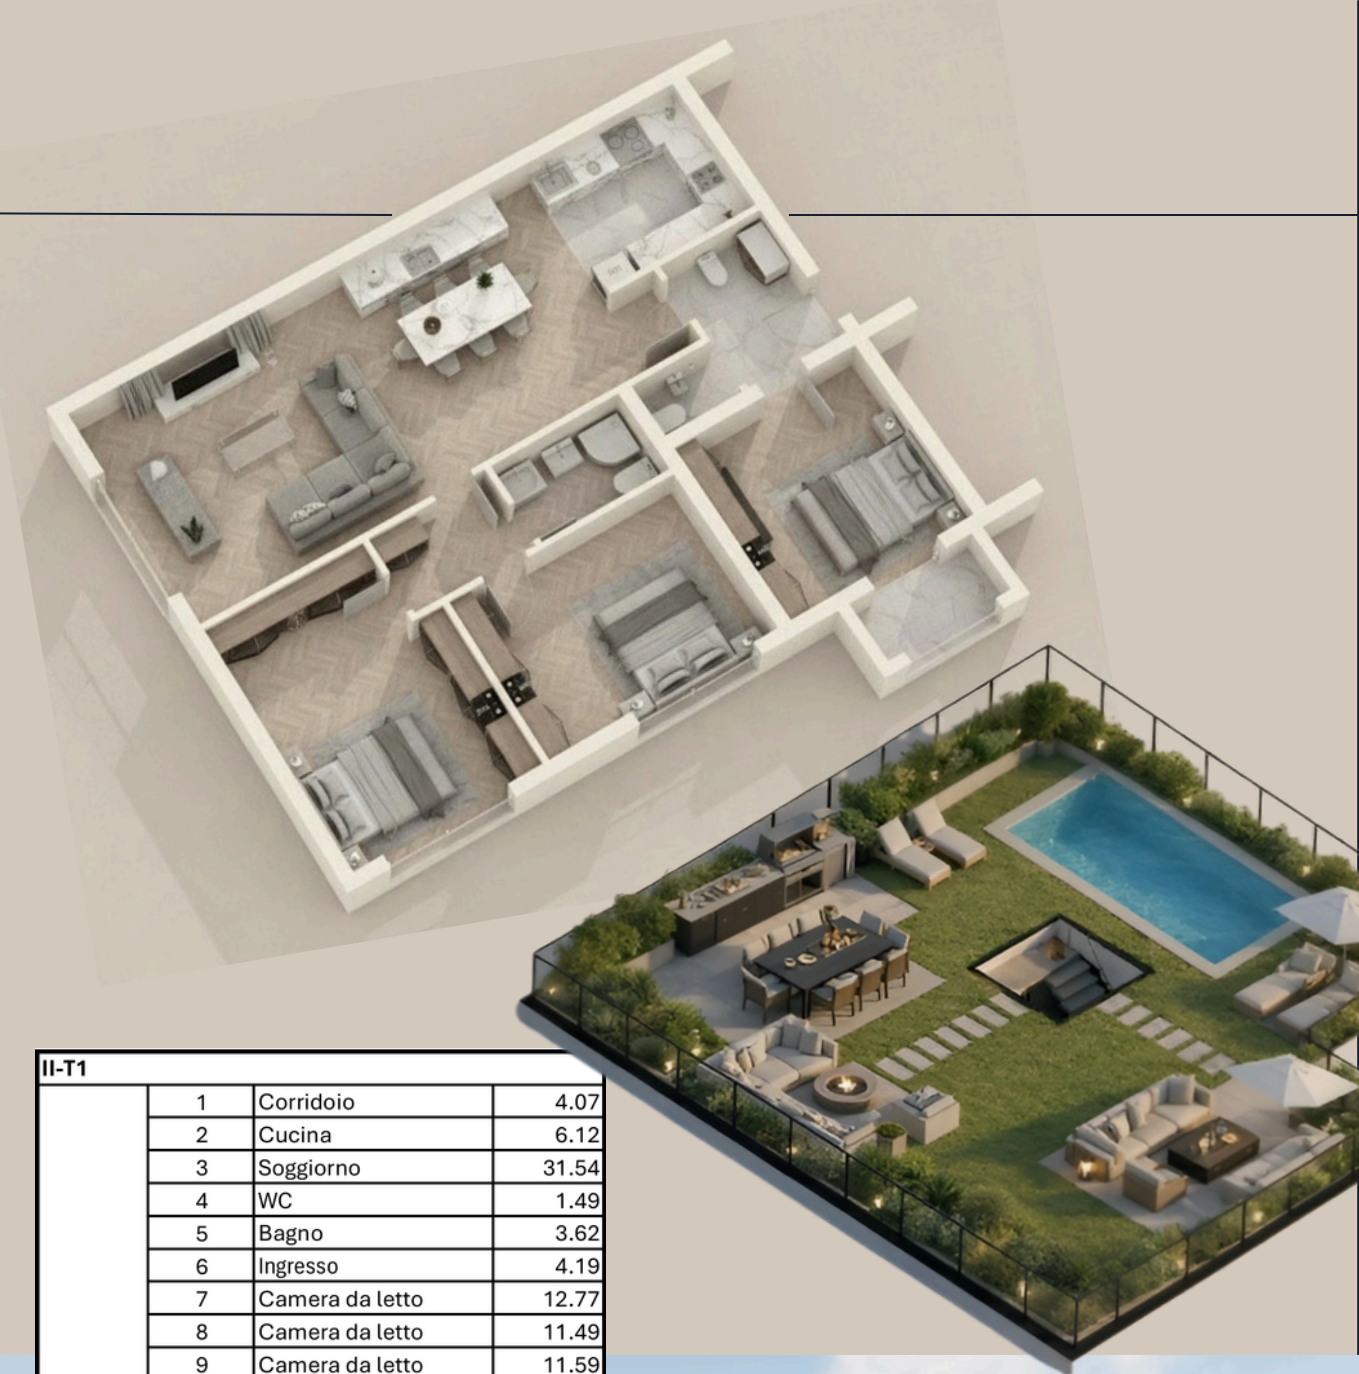 II-T1
1 Corridoio 4.07
2 Cucina 6.12
3 Soggiorno 31.54
4 WC 1.49
5 Bagno 3.62
6 Ingresso 4.19
7 Camera da letto 12.77
8 Camera da letto 11.49
9 Camera da letto 11.59